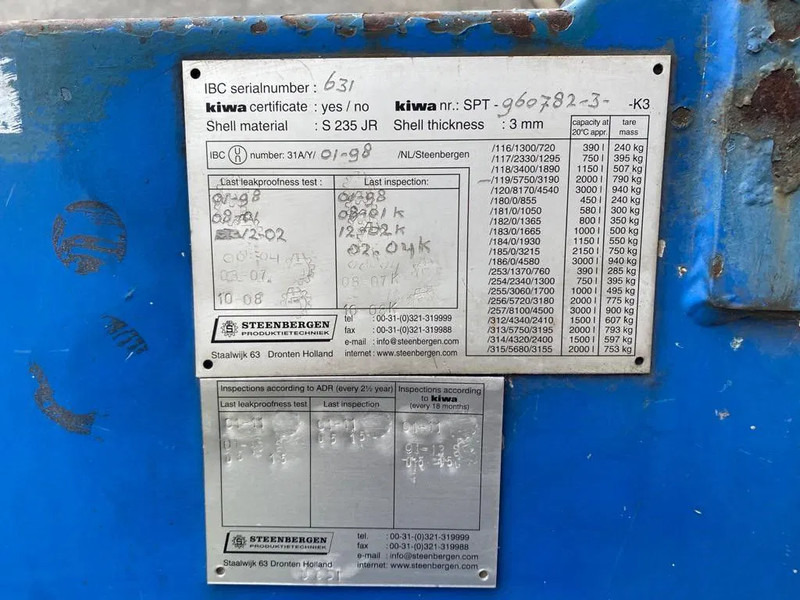 IBC serialnumber : 631
kiwa certificate : yes / no kiwa nr.: SPT - 960782-3- -K3
Shell material : S 235 JR Shell thickness : 3 mm
IBC UN number: 31A/Y/ 01-98 /NL/Steenbergen
Last leakproofness test : Last inspection:
01-98 01-98
08-01 08-01 K
12-02 12-02 K
02-04 K
08 07 K
10-08
capacity at 20°C appr. tare mass
/116/1300/720 390 l 240 kg
/117/2330/1295 750 l 395 kg
/118/3400/1890 1150 l 507 kg
/119/5750/3190 2000 l 790 kg
/120/8170/4540 3000 l 940 kg
/180/0/855 450 l 240 kg
/181/0/1050 580 l 300 kg
/182/0/1365 800 l 350 kg
/183/0/1665 1000 l 500 kg
/184/0/1930 1150 l 550 kg
/185/0/3215 2150 l 750 kg
/186/0/4580 3000 l 940 kg
/253/1370/760 390 l 285 kg
/254/2340/1300 750 l 395 kg
/255/3060/1700 1000 l 495 kg
/256/5720/3180 2000 l 775 kg
/257/8100/4500 3000 l 900 kg
/312/4340/2410 1500 l 607 kg
/313/5750/3195 2000 l 793 kg
/314/4320/2400 1500 l 597 kg
/315/5680/3155 2000 l 753 kg
STEENBERGEN
PRODUKTIETECHNIEK
Staalwijk 63 Dronten Holland
tel : 00-31-(0)321-319999
fax : 00-31-(0)321-319988
e-mail : info@steenbergen.com
internet : www.steenbergen.com
Inspections according to ADR (every 2½ year)
Inspections according to kiwa (every 18 months)
Last leakproofness test Last inspection
STEENBERGEN
PRODUKTIETECHNIEK
Staalwijk 63 Dronten Holland
tel. : 00-31-(0)321-319999
fax : 00-31-(0)321-319988
e-mail : info@steenbergen.com
internet: www.steenbergen.com